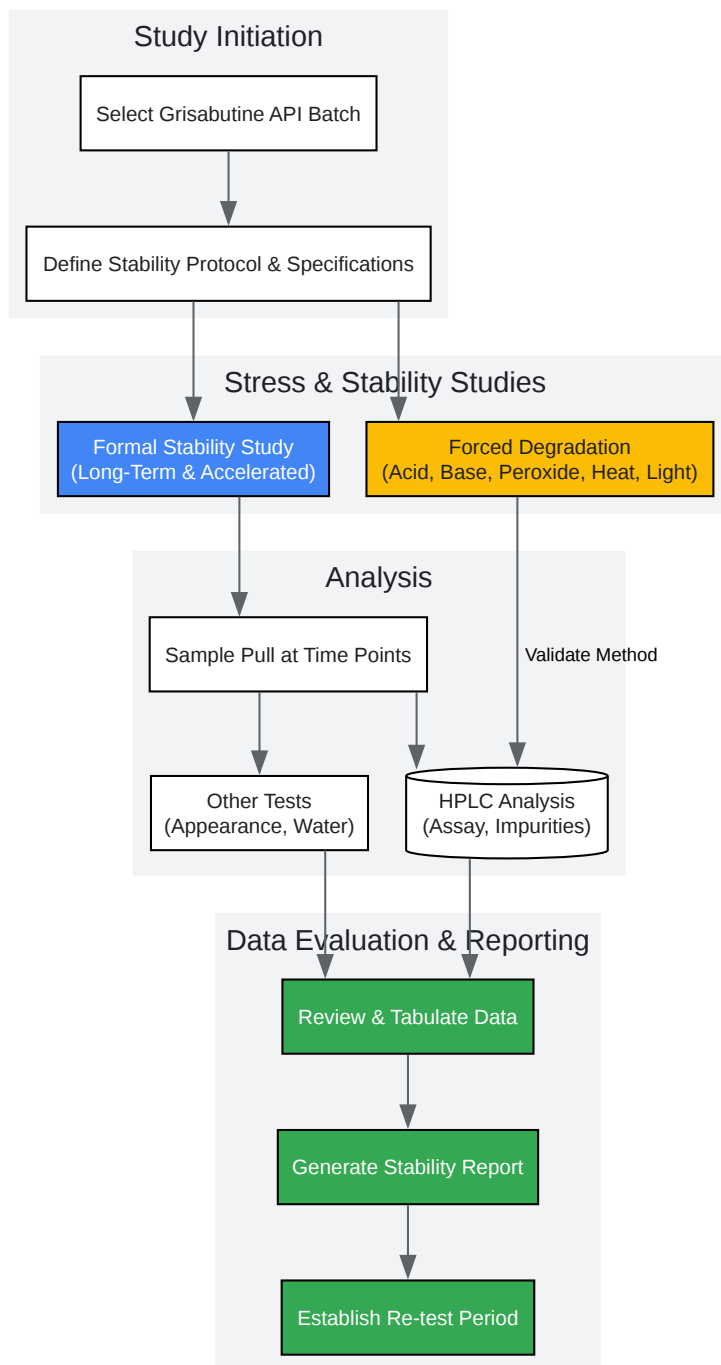 Study Initiation
Select Grisabutine API Batch
Define Stability Protocol & Specifications
Stress & Stability Studies
Formal Stability Study
(Long-Term & Accelerated)
Forced Degradation
(Acid, Base, Peroxide, Heat, Light)
Analysis
Sample Pull at Time Points
Validate Method
Other Tests
(Appearance, Water)
HPLC Analysis
(Assay, Impurities)
Data Evaluation & Reporting
Review & Tabulate Data
Generate Stability Report
Establish Re-test Period